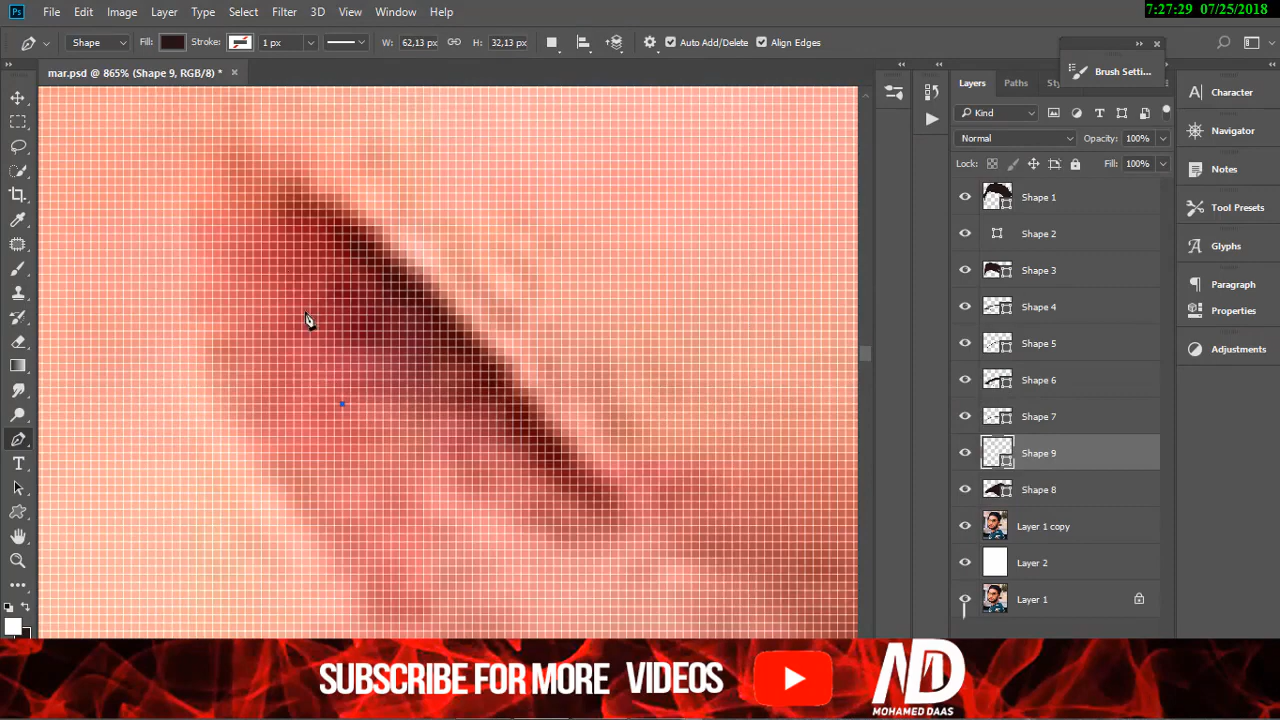 7:27:29 07/25/2018
Ps File Edit Image Layer Type Select Filter 3D View Window Help
Shape Fill: Stroke: 1 px W: 62,13 px H: 32,13 px Auto Add/Delete Align Edges
mar.psd @ 865% (Shape 9, RGB/8) *
Brush Setti...
Layers Paths
Kind
Normal Opacity: 100%
Lock: Fill: 100%
Shape 1
Shape 2
Shape 3
Shape 4
Shape 5
Shape 6
Shape 7
Shape 9
Shape 8
Layer 1 copy
Layer 2
Layer 1
Character
Navigator
Notes
Tool Presets
Glyphs
Paragraph
Properties
Adjustments
SUBSCRIBE FOR MORE VIDEOS
MOHAMED DAAS